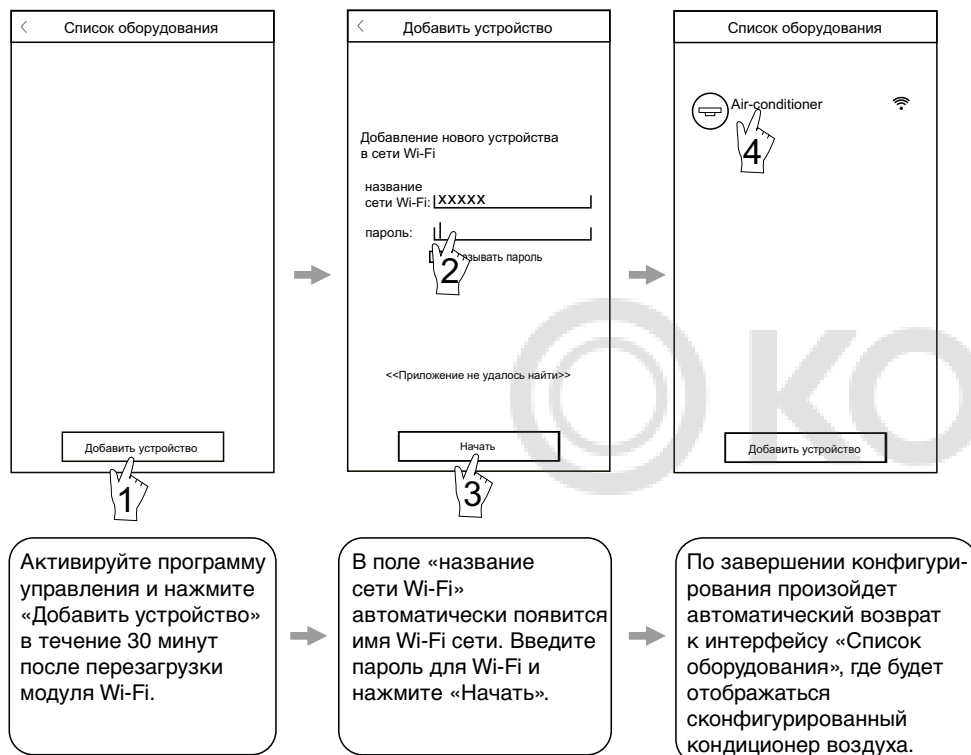 Список оборудования
Добавить устройство
1
Активируйте программу
управления и нажмите
«Добавить устройство»
в течение 30 минут
после перезагрузки
модуля Wi-Fi.
Добавить устройство
Добавление нового устройства
в сети Wi-Fi
название
сети Wi-Fi: XXXXX
пароль:
2
пароль
<<Приложение не удалось найти>>
Начать
3
В поле «название
сети Wi-Fi»
автоматически появится
имя Wi-Fi сети. Введите
пароль для Wi-Fi и
нажмите «Начать».
Список оборудования
Air-conditioner
4
Добавить устройство
По завершении конфигури-
рования произойдет
автоматический возврат
к интерфейсу «Список
оборудования», где будет
отображаться
сконфигурированный
кондиционер воздуха.